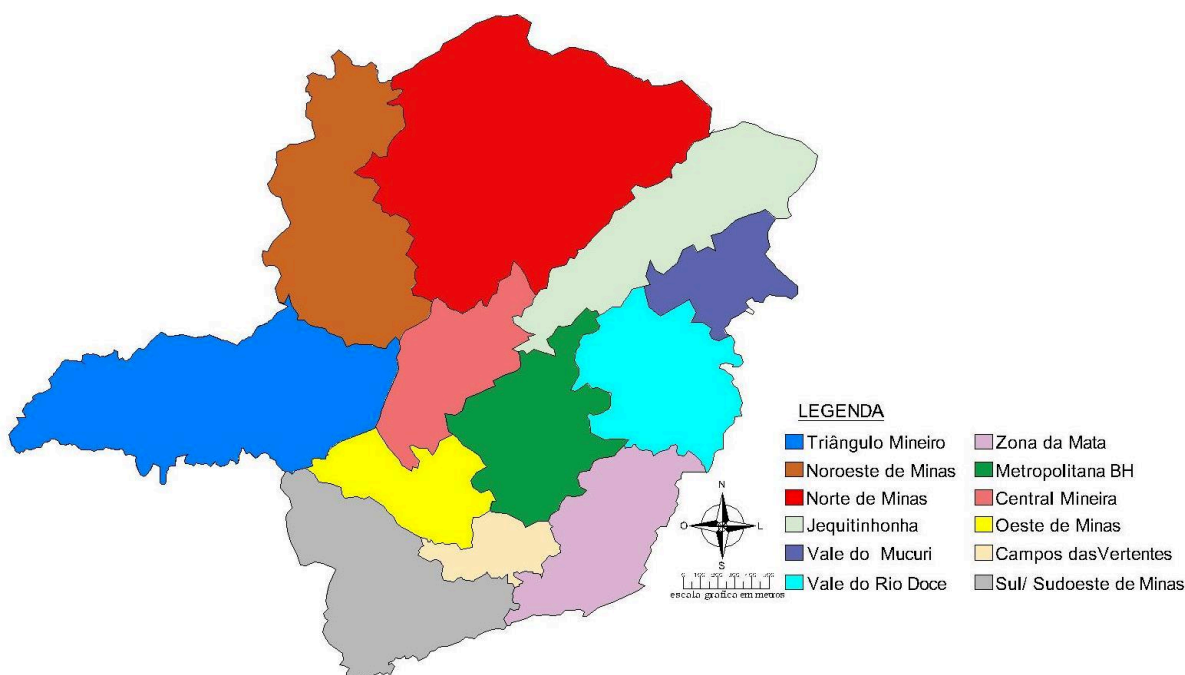 LEGENDA
Triângulo Mineiro
Noroeste de Minas
Norte de Minas
Jequitinhonha
Vale do Mucuri
Vale do Rio Doce
Zona da Mata
Metropolitana BH
Central Mineira
Oeste de Minas
Campos dasVertentes
Sul/ Sudoeste de Minas
N
O
L
S
escala grafica em metros